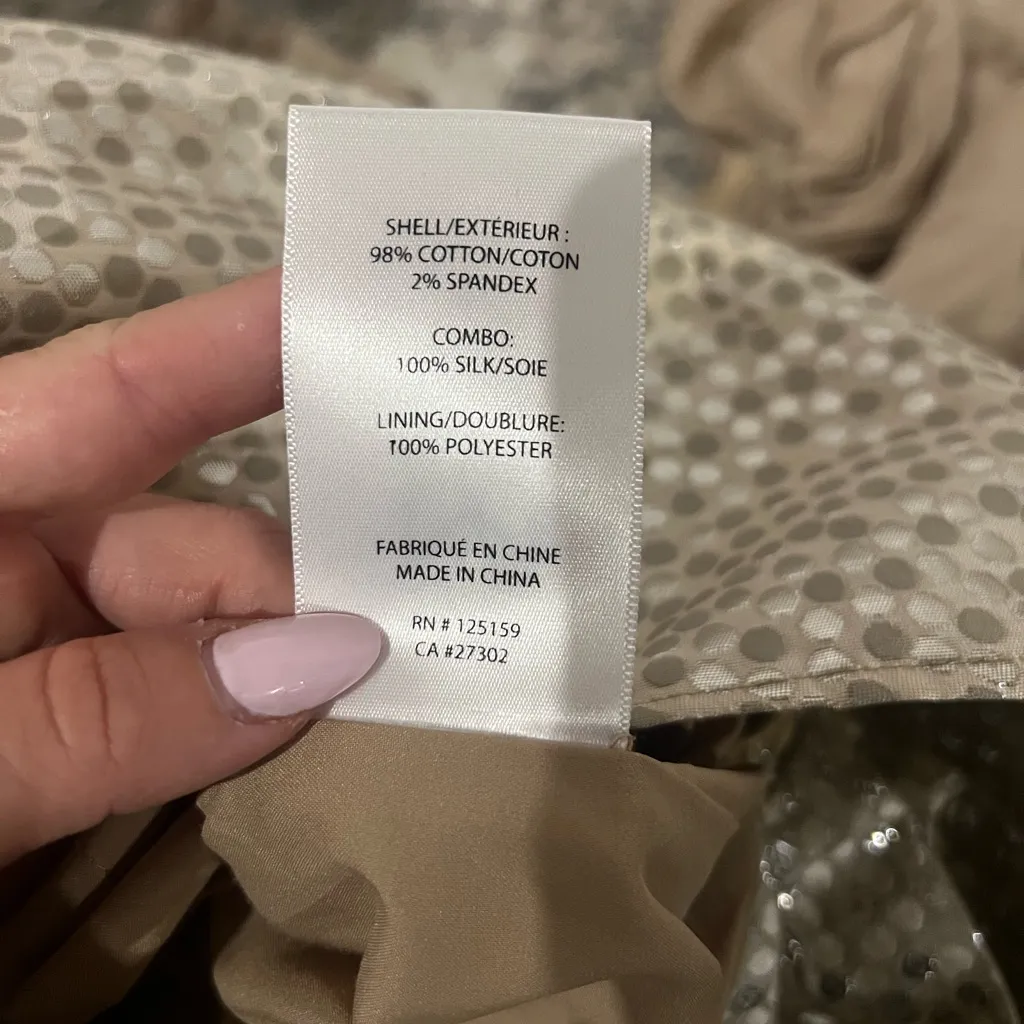 SHELL/EXTÉRIEUR :
98% COTTON/COTON
2% SPANDEX
COMBO:
100% SILK/SOIE
LINING/DOUBLURE:
100% POLYESTER
FABRIQUÉ EN CHINE
MADE IN CHINA
RN # 125159
CA #27302